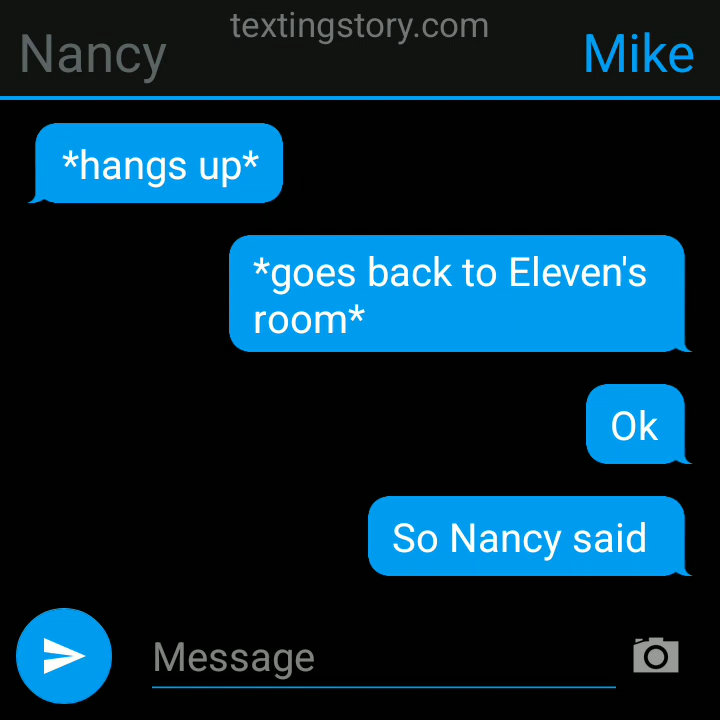 textingstory.com
Nancy
Mike
*hangs up*
*goes back to Eleven's
room*
Ok
So Nancy said
Message